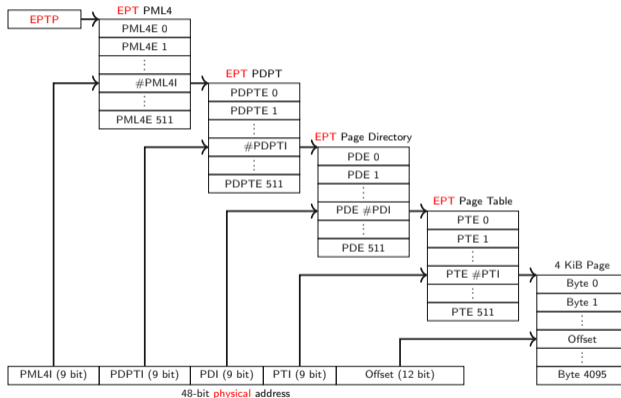 EPTP
EPT PML4
PML4E 0
PML4E 1
⋮
#PML4I
⋮
PML4E 511
EPT PDPT
PDPTE 0
PDPTE 1
⋮
#PDPTI
⋮
PDPTE 511
EPT Page Directory
PDE 0
PDE 1
⋮
PDE #PDI
⋮
PDE 511
EPT Page Table
PTE 0
PTE 1
⋮
PTE #PTI
⋮
PTE 511
4 KiB Page
Byte 0
Byte 1
⋮
Offset
⋮
Byte 4095
PML4I (9 bit) PDPTI (9 bit) PDI (9 bit) PTI (9 bit) Offset (12 bit)
48-bit physical address